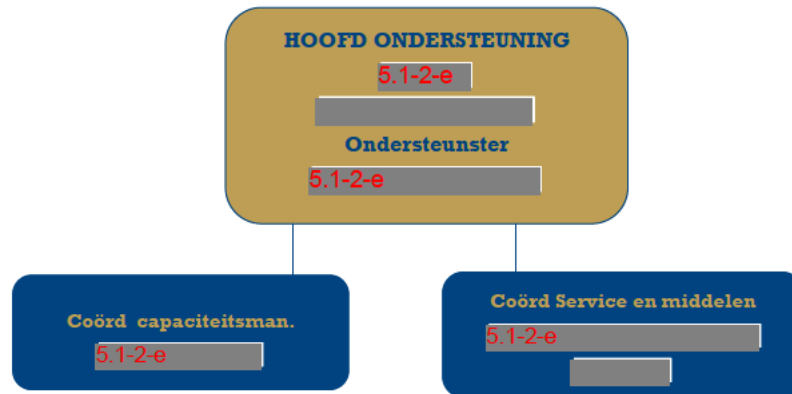 HOOFD ONDERSTEUNING
5.1-2-e
Ondersteunster
5.1-2-e
Coörd capaciteitsman.
5.1-2-e
Coörd Service en middelen
5.1-2-e